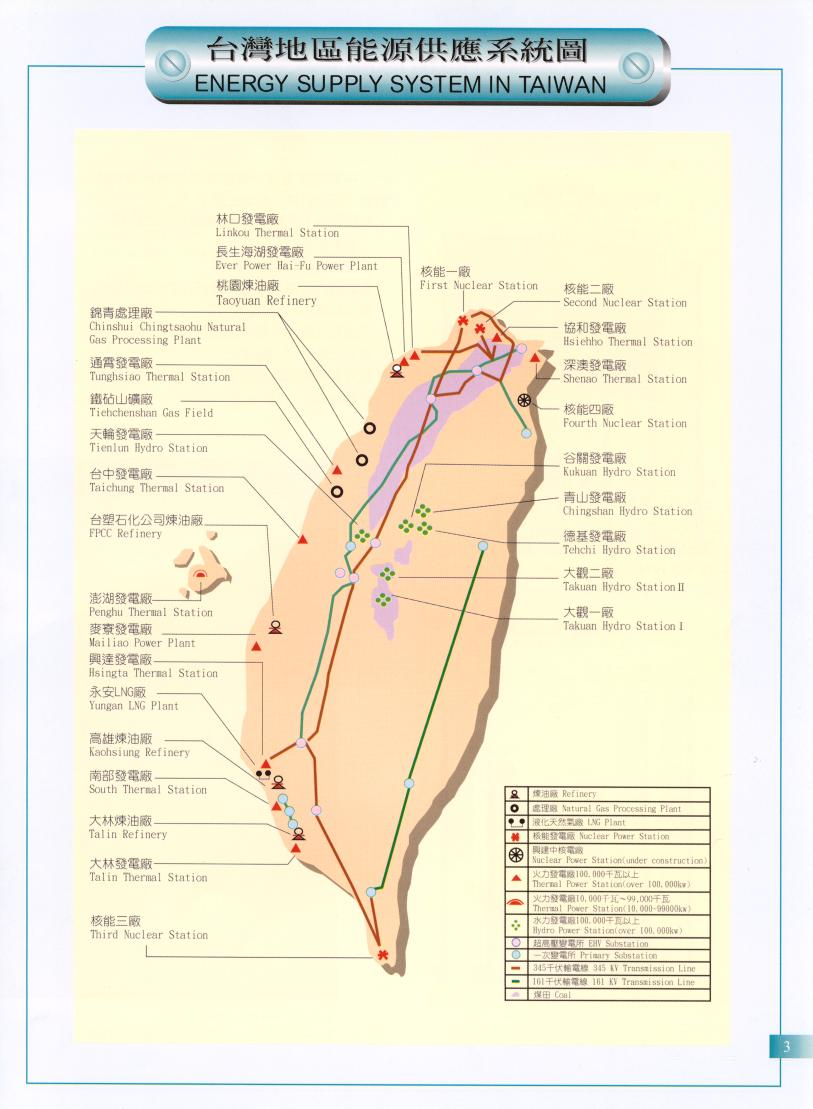 台灣地區能源供應系統圖
ENERGY SUPPLY SYSTEM IN TAIWAN
林口發電廠
Linkou Thermal Station
長生海湖發電廠
Ever Power Hai-Fu Power Plant
桃園煉油廠
Taoyuan Refinery
錦青處理廠
Chinshui Chingtsaohu Natural
Gas Processing Plant
通霄發電廠
Tunghsiao Thermal Station
鐵砧山礦廠
Tiehchenshan Gas Field
天輪發電廠
Tienlun Hydro Station
台中發電廠
Taichung Thermal Station
台塑石化公司煉油廠
FPCC Refinery
澎湖發電廠
Penghu Thermal Station
麥寮發電廠
Mailiao Power Plant
興達發電廠
Hsingta Thermal Station
永安LNG廠
Yungan LNG Plant
高雄煉油廠
Kaohsiung Refinery
南部發電廠
South Thermal Station
大林煉油廠
Talin Refinery
大林發電廠
Talin Thermal Station
核能三廠
Third Nuclear Station
核能一廠
First Nuclear Station
核能二廠
Second Nuclear Station
協和發電廠
Hsiehho Thermal Station
深澳發電廠
Shenao Thermal Station
核能四廠
Fourth Nuclear Station
谷關發電廠
Kukuan Hydro Station
青山發電廠
Chingshan Hydro Station
德基發電廠
Tehchi Hydro Station
大觀二廠
Takuan Hydro Station II
大觀一廠
Takuan Hydro Station I
煉油廠 Refinery
處理廠 Natural Gas Processing Plant
液化天然氣廠 LNG Plant
核能發電廠 Nuclear Power Station
興建中核電廠
Nuclear Power Station(under construction)
火力發電廠100,000千瓦以上
Thermal Power Station(over 100,000kw)
火力發電廠10,000千瓦~99,000千瓦
Thermal Power Station(10,000-99000kw)
水力發電廠100,000千瓦以上
Hydro Power Station(over 100,000kw)
超高壓變電所 EHV Substation
一次變電所 Primary Substation
345千伏輸電線 345 KV Transmission Line
161千伏輸電線 161 KV Transmission Line
煤田 Coal
3